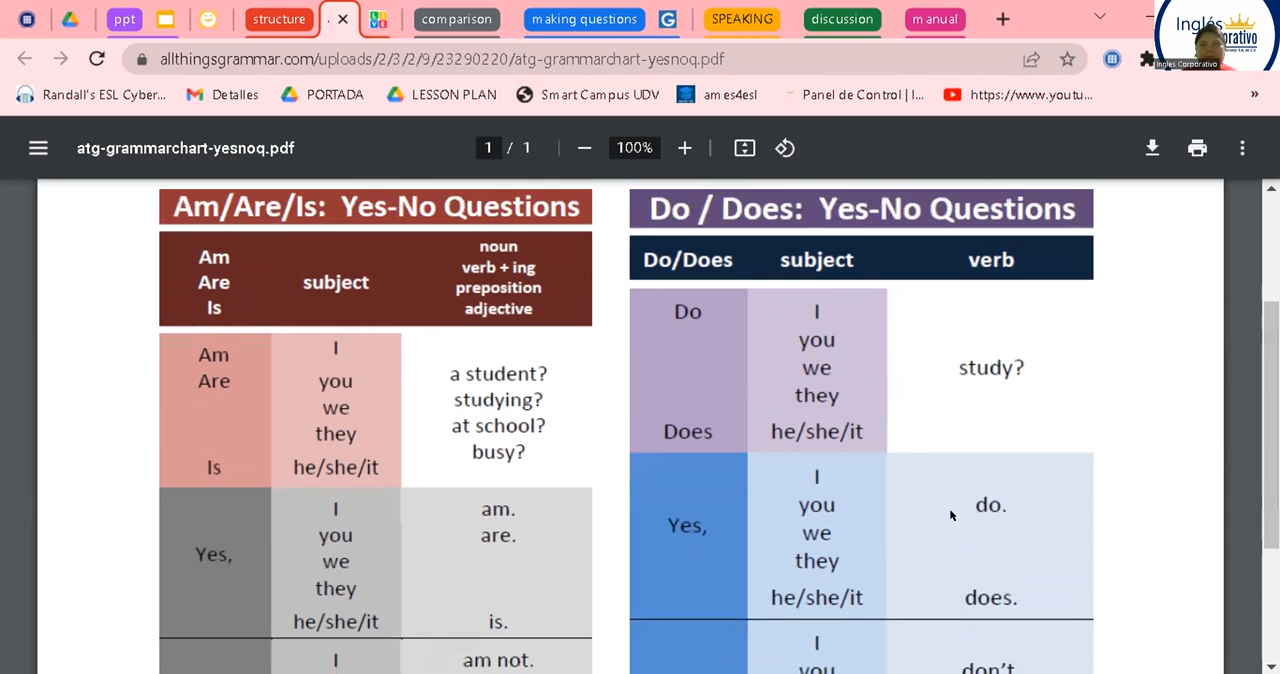 ppt
structure
comparison
making questions
SPEAKING
discussion
manual
Inglés
Inglés Corporativo
allthingsgrammar.com/uploads/2/3/2/9/23290220/atg-grammarchart-yesnoq.pdf
Randall's ESL Cyber...
Detalles
PORTADA
LESSON PLAN
Smart Campus UDV
am es4esl
Panel de Control | I...
https://www.youtu...
atg-grammarchart-yesnoq.pdf
1 / 1
100%
Am/Are/Is: Yes-No Questions
Am
Are
Is
subject
noun
verb + ing
preposition
adjective
Am
Are
Is
I
you
we
they
he/she/it
a student?
studying?
at school?
busy?
Yes,
I
you
we
they
he/she/it
am.
are.
is.
I
am not.
Do / Does: Yes-No Questions
Do/Does
subject
verb
Do
Does
I
you
we
they
he/she/it
study?
Yes,
I
you
we
they
he/she/it
do.
does.
I
you
don't